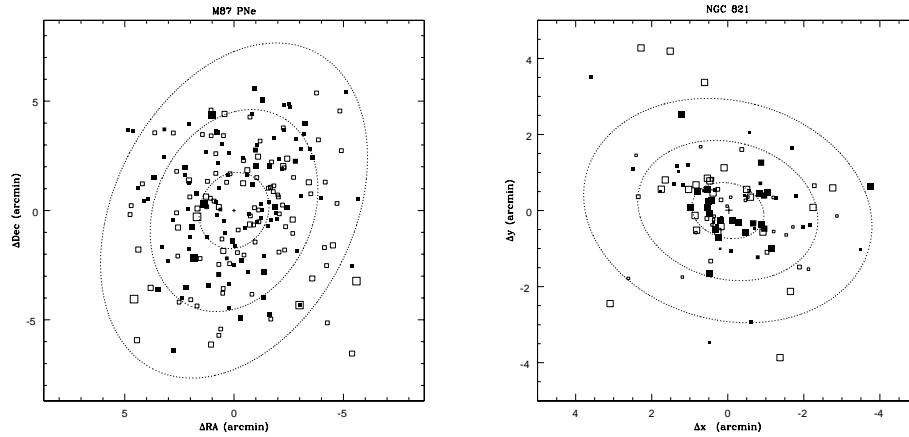 M87 PNe
ΔDec (arcmin)
5
0
-5
5
0
-5
ΔRA (arcmin)
NGC 821
Δy (arcmin)
4
2
0
-2
-4
4
2
0
-2
-4
Δx (arcmin)